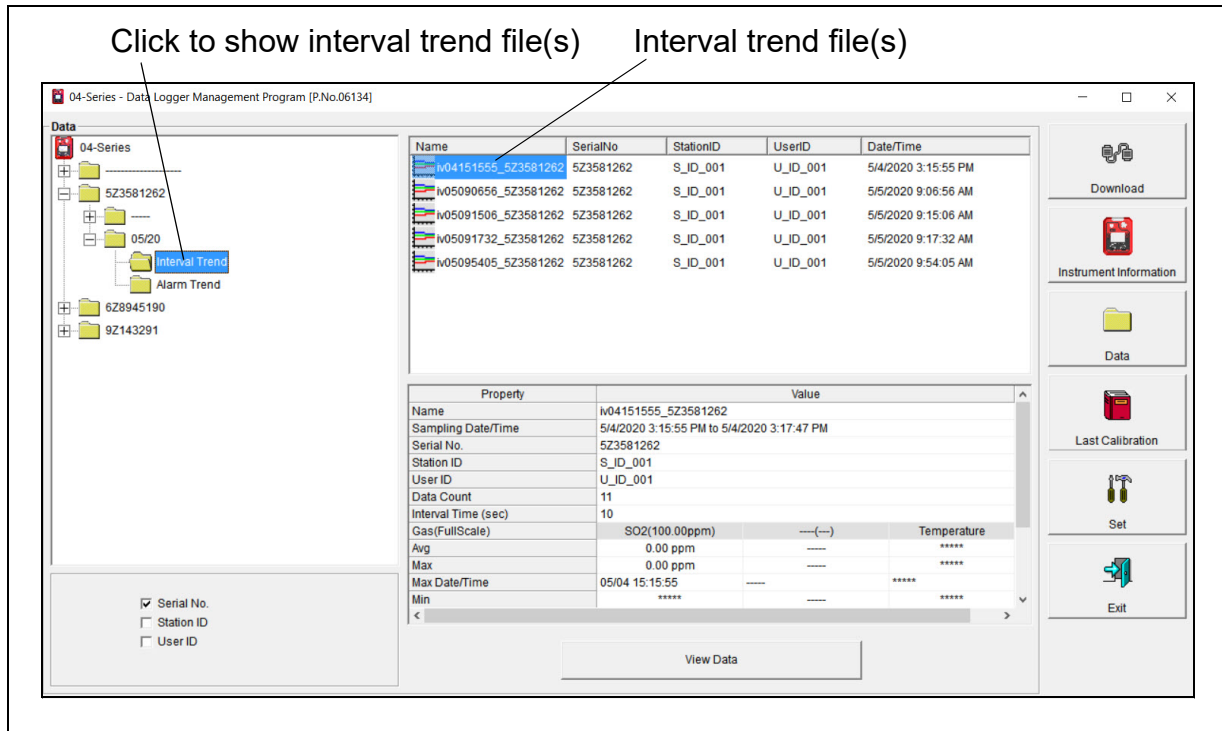 Click to show interval trend file(s) Interval trend file(s)
04-Series - Data Logger Management Program [P.No.06134]
Data
04-Series
--------------------
5Z3581262
-----
05/20
Interval Trend
Alarm Trend
6Z8945190
9Z143291
Serial No.
Station ID
User ID
Name SerialNo StationID UserID Date/Time
iv04151555_5Z3581262 5Z3581262 S_ID_001 U_ID_001 5/4/2020 3:15:55 PM
iv05090656_5Z3581262 5Z3581262 S_ID_001 U_ID_001 5/5/2020 9:06:56 AM
iv05091506_5Z3581262 5Z3581262 S_ID_001 U_ID_001 5/5/2020 9:15:06 AM
iv05091732_5Z3581262 5Z3581262 S_ID_001 U_ID_001 5/5/2020 9:17:32 AM
iv05095405_5Z3581262 5Z3581262 S_ID_001 U_ID_001 5/5/2020 9:54:05 AM
Property Value
Name iv04151555_5Z3581262
Sampling Date/Time 5/4/2020 3:15:55 PM to 5/4/2020 3:17:47 PM
Serial No. 5Z3581262
Station ID S_ID_001
User ID U_ID_001
Data Count 11
Interval Time (sec) 10
Gas(FullScale) SO2(100.00ppm) ----(---) Temperature
Avg 0.00 ppm ----- *****
Max 0.00 ppm ----- *****
Max Date/Time 05/04 15:15:55 ----- *****
Min ***** ----- *****
View Data
Download
Instrument Information
Data
Last Calibration
Set
Exit